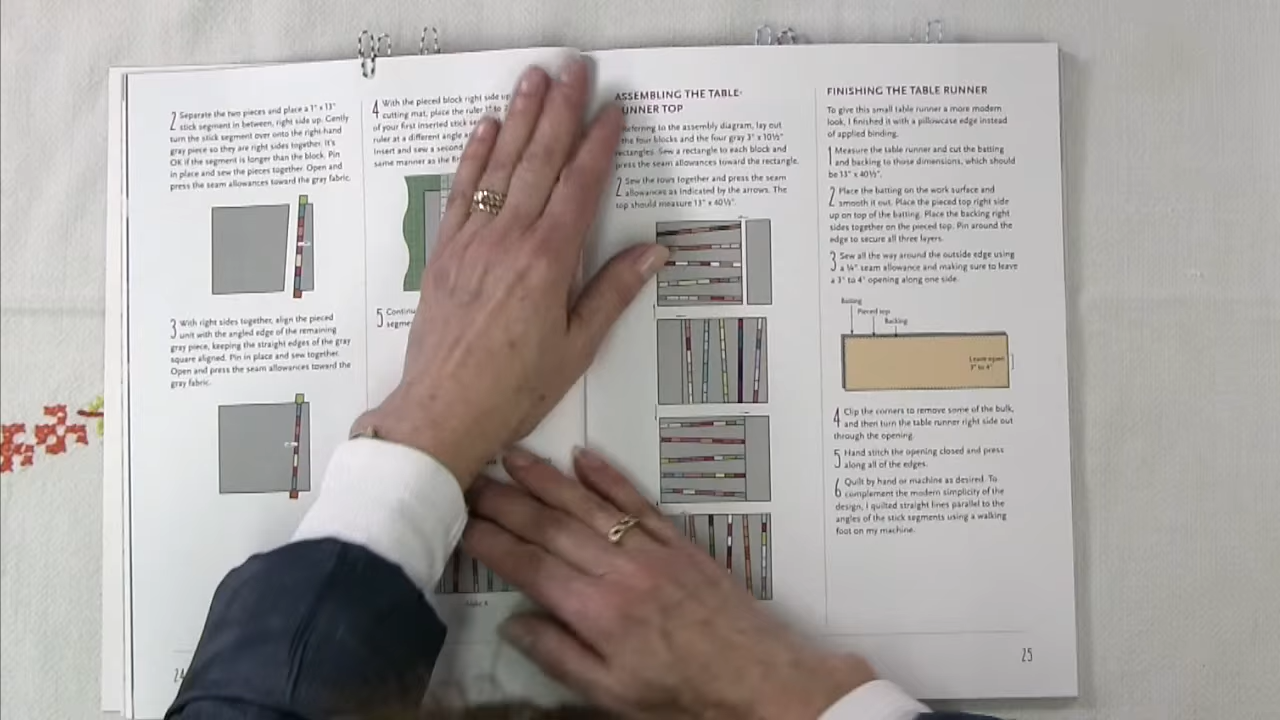 2 Seperate the two pieces and place a 1" x 13"
stick segment in between, right side up. Gently
turn the stick segment over onto the right-hand
gray piece so they are right sides together. It's
OK if the segment is longer than the block. Pin
in place and sew the pieces together. Open and
press the seam allowances toward the gray fabric.
3 With right sides together, align the pieced
unit with the angled edge of the remaining
gray piece, keeping the straight edges of the gray
square aligned. Pin in place and sew together.
Open and press the seam allowances toward the
gray fabric.
24
4 With the pieced block right side up
cutting mat, place the ruler 1" to
of your first inserted stick
ruler at a different angle
Insert and sew a second
same manner as the
5
ASSEMBLING THE TABLE-
RUNNER TOP
Referring to the assembly diagram, lay out
the four blocks and the four gray 3" x 10½"
rectangles. Sew a rectangle to each block and
press the seam allowances toward the rectangle.
2 Sew the rows together and press the seam
allowances as indicated by the arrows. The
top should measure 13" x 40½".
FINISHING THE TABLE RUNNER
To give this small table runner a more modern
look, I finished it with a pillowcase edge instead
of applied binding.
1 Measure the table runner and cut the batting
and backing to those dimensions, which should
be 13" x 40½".
2 Place the batting on the work surface and
smooth it out. Place the pieced top right side
up on top of the batting. Place the backing right
sides together on the pieced top. Pin around the
edge to secure all three layers.
3 Sew all the way around the outside edge using
a ¼" seam allowance and making sure to leave
a 3" to 4" opening along one side.
Batting
Pieced top
Backing
Leave open
3" to 4"
4 Clip the corners to remove some of the bulk,
and then turn the table runner right side out
through the opening.
5 Hand stitch the opening closed and press
along all of the edges.
6 Quilt by hand or machine as desired. To
complement the modern simplicity of the
design, I quilted straight lines parallel to the
angles of the stick segments using a walking
foot on my machine.
25